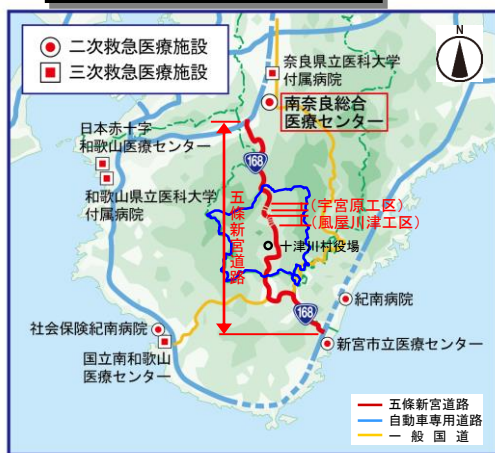 二次救急医療施設
三次救急医療施設
N
奈良県立医科大学
付属病院
南奈良総合
医療センター
日本赤十字
和歌山医療センター
和歌山県立医科大学
付属病院
168
五條新宮道路
(宇宮原工区)
(風屋川津工区)
十津川村役場
紀南病院
168
社会保険紀南病院
国立南和歌山
医療センター
新宮市立医療センター
五條新宮道路
自動車専用道路
一般国道